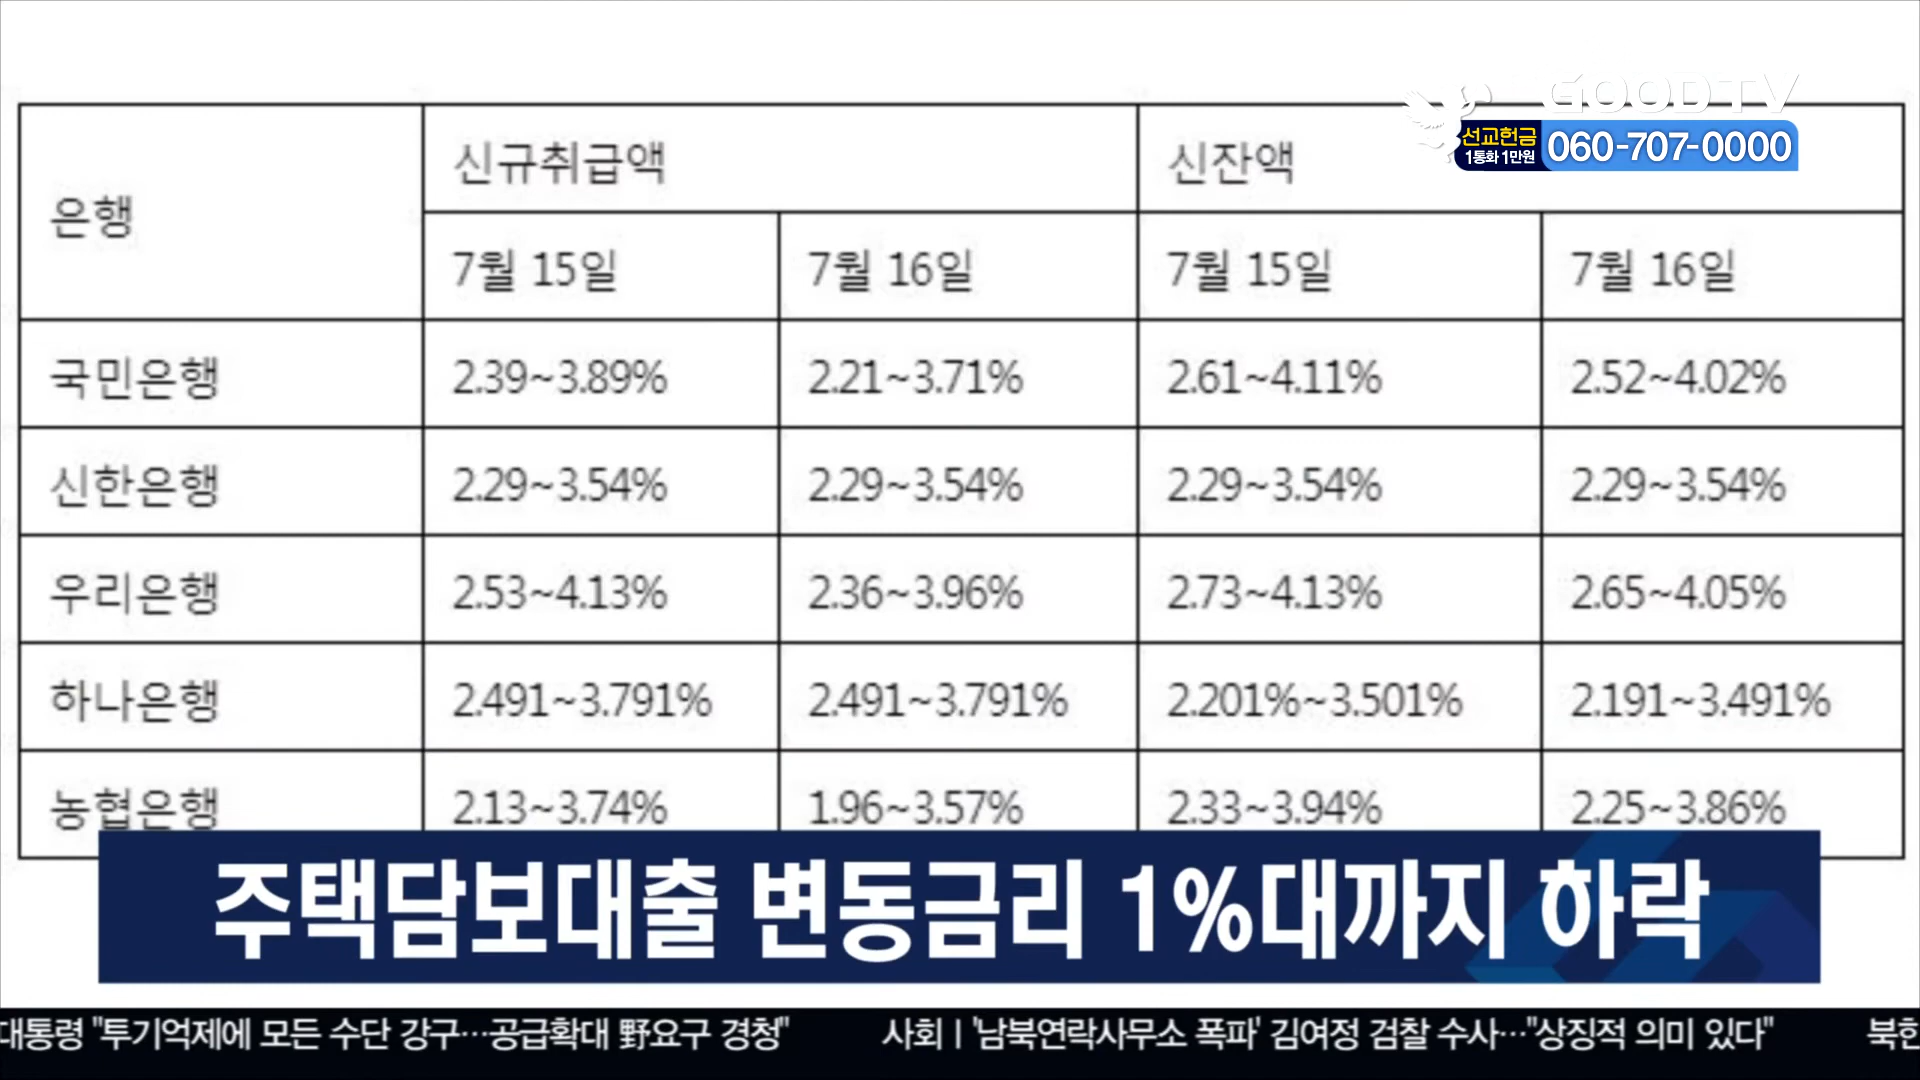 GOODTV
선교헌금
1통화 1만원
060-707-0000
은행 신규취급액 신잔액
7월 15일 7월 16일 7월 15일 7월 16일
국민은행 2.39~3.89% 2.21~3.71% 2.61~4.11% 2.52~4.02%
신한은행 2.29~3.54% 2.29~3.54% 2.29~3.54% 2.29~3.54%
우리은행 2.53~4.13% 2.36~3.96% 2.73~4.13% 2.65~4.05%
하나은행 2.491~3.791% 2.491~3.791% 2.201%~3.501% 2.191~3.491%
농협은행 2.13~3.74% 1.96~3.57% 2.33~3.94% 2.25~3.86%
주택담보대출 변동금리 1%대까지 하락
대통령 "투기억제에 모든 수단 강구…공급확대 野요구 경청" 사회 | '남북연락사무소 폭파' 김여정 검찰 수사…"상징적 의미 있다" 북한